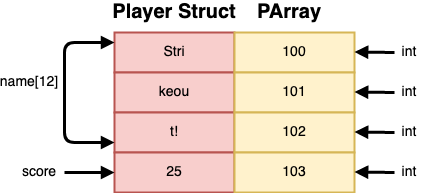 Player Struct PArray
Stri 100 int
name[12] keou 101 int
t! 102 int
score 25 103 int